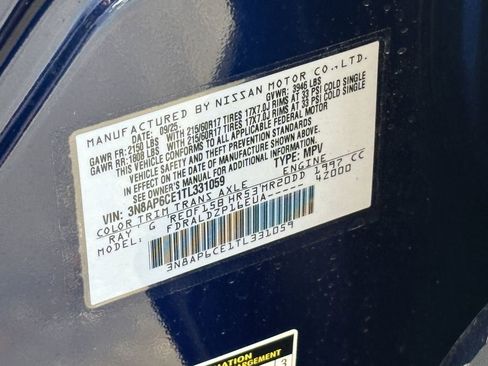 MANUFACTURED BY NISSAN MOTOR CO., LTD.
DATE: 09/25 GVWR: 3946 LBS
GAWR FR: 2150 LBS WITH 215/60R17 TIRES 17X7.0J RIMS AT 33 PSI COLD SINGLE
GAWR RR: 1808 LBS WITH 215/60R17 TIRES 17X7.0J RIMS AT 33 PSI COLD SINGLE
THIS VEHICLE CONFORMS TO ALL APPLICABLE FEDERAL MOTOR
VEHICLE SAFETY AND THEFT PREVENTION STANDARDS
IN EFFECT ON THE DATE OF MANUFACTURE SHOWN ABOVE.
SEE OWNER'S MANUAL FOR ADDITIONAL INFORMATION.
VIN: 3N8AP6CE1TL331059 TYPE: MPV
COLOR TRIM TRANS AXLE ENGINE 1997 CC
RAY G RE0F15B HR53 MR20DD 42000
FDRALDZP16EUA-----
3N8AP6CE1TL331059